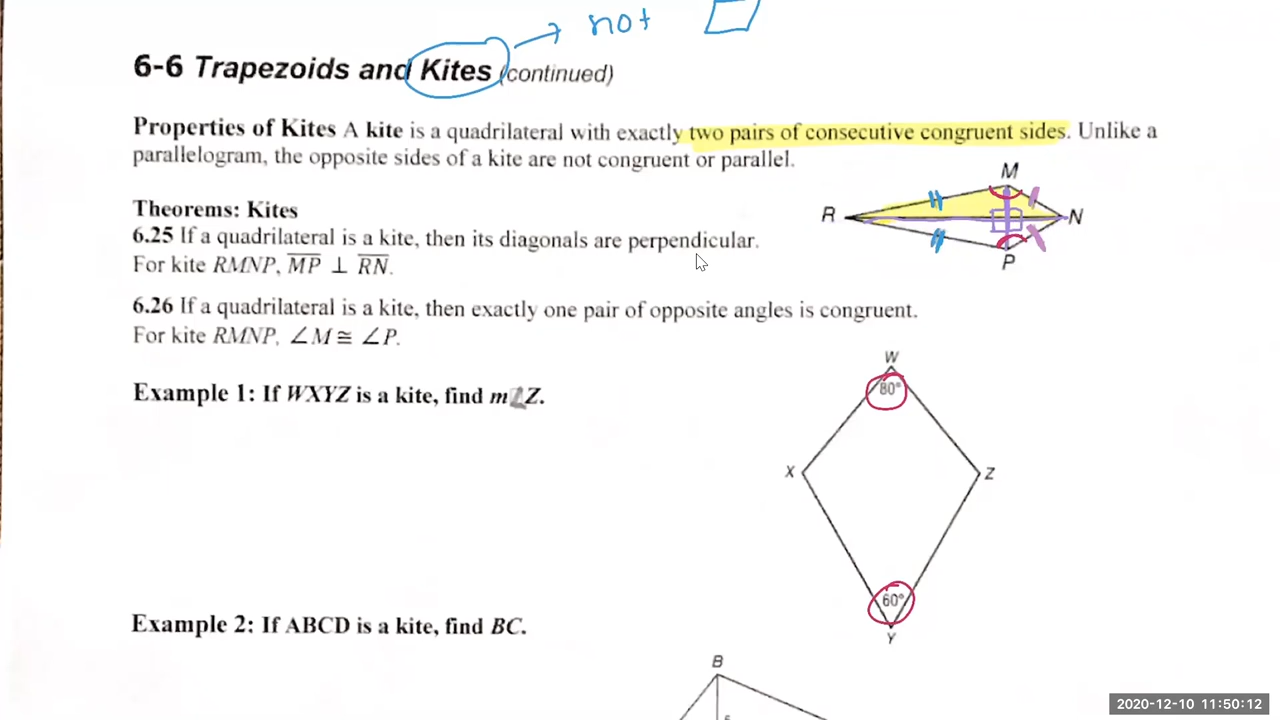 not
6-6 Trapezoids and Kites (continued)
Properties of Kites A kite is a quadrilateral with exactly two pairs of consecutive congruent sides. Unlike a
parallelogram, the opposite sides of a kite are not congruent or parallel.
M
R
N
P
Theorems: Kites
6.25 If a quadrilateral is a kite, then its diagonals are perpendicular.
For kite RMNP, MP ⊥ RN.
6.26 If a quadrilateral is a kite, then exactly one pair of opposite angles is congruent.
For kite RMNP, ∠M ≅ ∠P.
Example 1: If WXYZ is a kite, find m∠Z.
W
80°
X
Z
60°
Y
Example 2: If ABCD is a kite, find BC.
B
2020-12-10 11:50:12